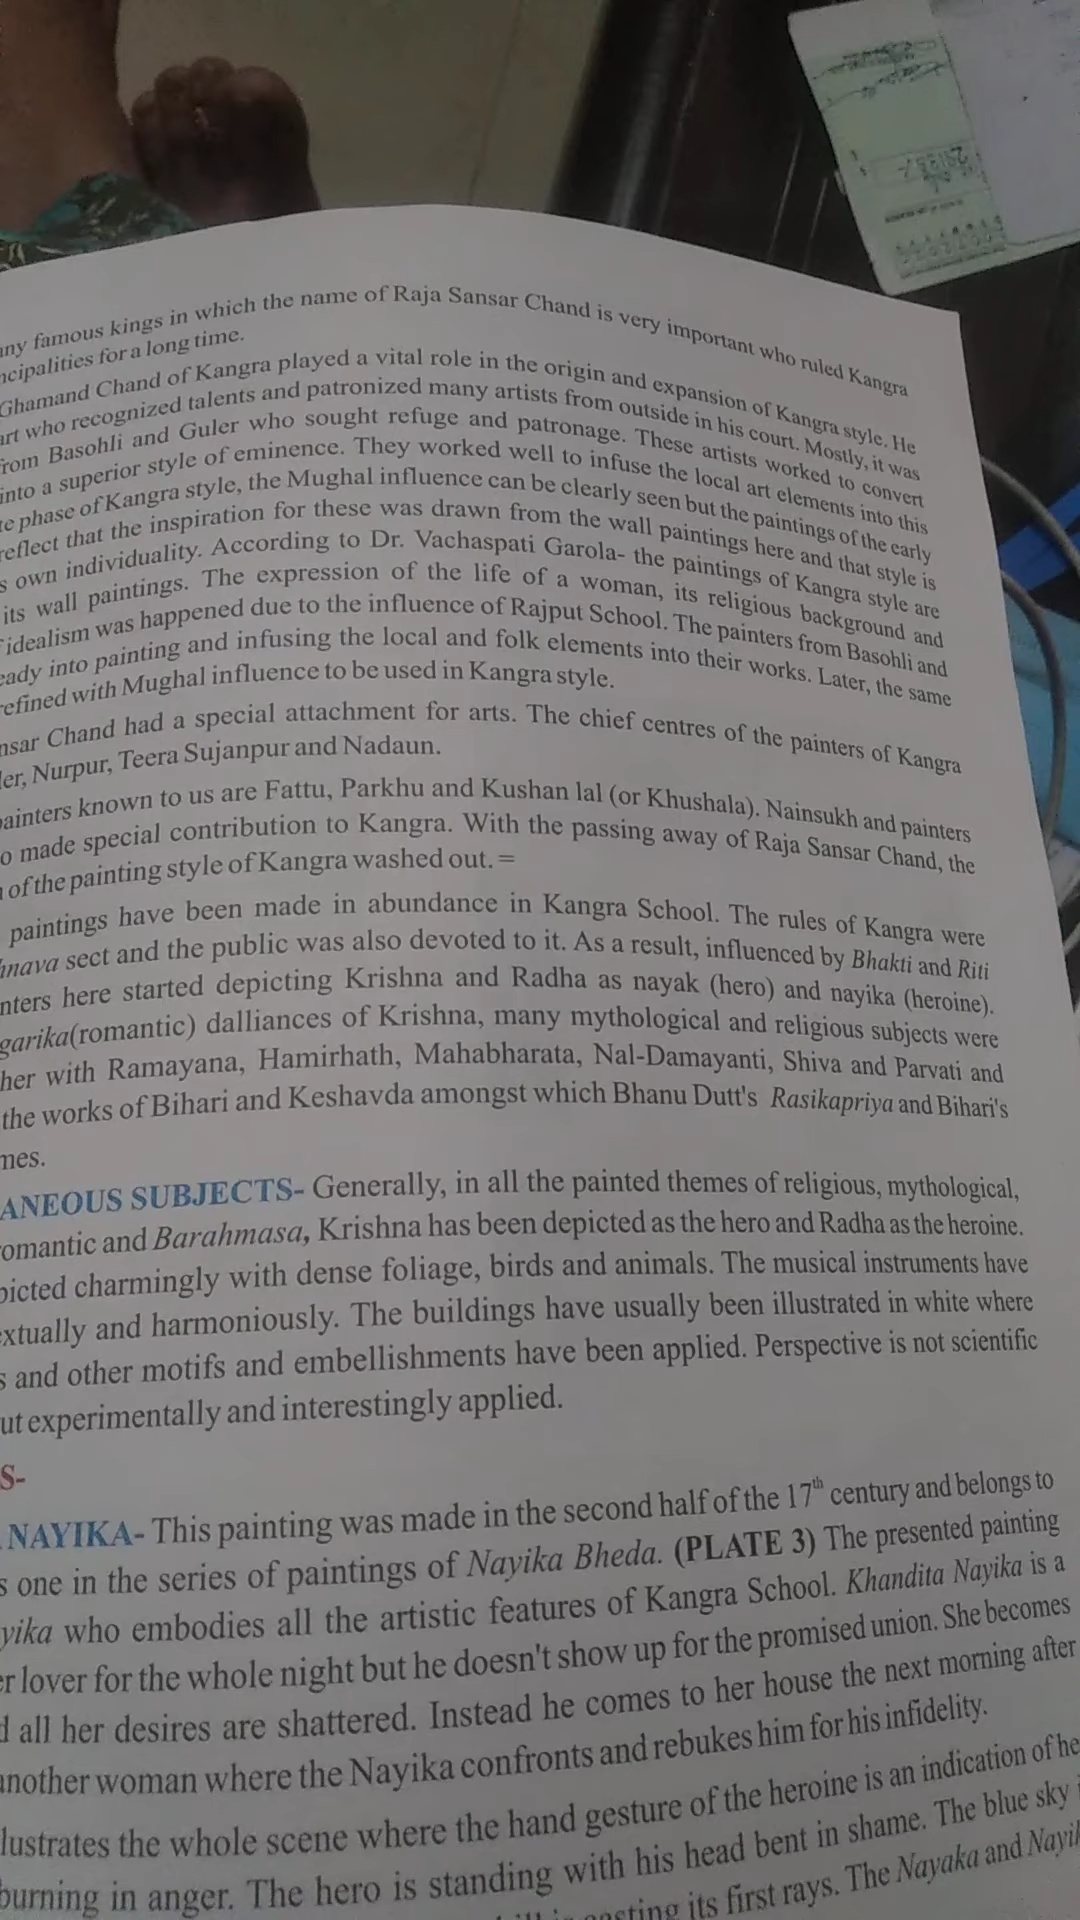 famous kings in which the name of Raja Sansar Chand is very important who ruled Kangra
for a long time.
Ghamand Chand of Kangra played a vital role in the origin and expansion of Kangra style. He
who recognized talents and patronized many artists from outside in his court. Mostly, it was
from Basohli and Guler who sought refuge and patronage. These artists worked to convert
into a superior style of eminence. They worked well to infuse the local art elements into this
phase of Kangra style, the Mughal influence can be clearly seen but the paintings of the early
reflect that the inspiration for these was drawn from the wall paintings here and that style is
own individuality. According to Dr. Vachaspati Garola- the paintings of Kangra style are
its wall paintings. The expression of the life of a woman, its religious background and
idealism was happened due to the influence of Rajput School. The painters from Basohli and
eady into painting and infusing the local and folk elements into their works. Later, the same
refined with Mughal influence to be used in Kangra style.
nsar Chand had a special attachment for arts. The chief centres of the painters of Kangra
ler, Nurpur, Teera Sujanpur and Nadaun.
ainters known to us are Fattu, Parkhu and Kushan lal (or Khushala). Nainsukh and painters
o made special contribution to Kangra. With the passing away of Raja Sansar Chand, the
of the painting style of Kangra washed out. =
paintings have been made in abundance in Kangra School. The rules of Kangra were
hnava sect and the public was also devoted to it. As a result, influenced by Bhakti and Riti
nters here started depicting Krishna and Radha as nayak (hero) and nayika (heroine).
garika(romantic) dalliances of Krishna, many mythological and religious subjects were
her with Ramayana, Hamirhath, Mahabharata, Nal-Damayanti, Shiva and Parvati and
the works of Bihari and Keshavda amongst which Bhanu Dutt's Rasikapriya and Bihari's
mes.
ANEOUS SUBJECTS- Generally, in all the painted themes of religious, mythological,
omantic and Barahmasa, Krishna has been depicted as the hero and Radha as the heroine.
picted charmingly with dense foliage, birds and animals. The musical instruments have
extually and harmoniously. The buildings have usually been illustrated in white where
s and other motifs and embellishments have been applied. Perspective is not scientific
ut experimentally and interestingly applied.
S-
NAYIKA- This painting was made in the second half of the 17th century and belongs to
s one in the series of paintings of Nayika Bheda. (PLATE 3) The presented painting
yika who embodies all the artistic features of Kangra School. Khandita Nayika is a
er lover for the whole night but he doesn't show up for the promised union. She becomes
d all her desires are shattered. Instead he comes to her house the next morning after
another woman where the Nayika confronts and rebukes him for his infidelity.
lustrates the whole scene where the hand gesture of the heroine is an indication of he
burning in anger. The hero is standing with his head bent in shame. The blue sky
casting its first rays. The Nayaka and Nayik